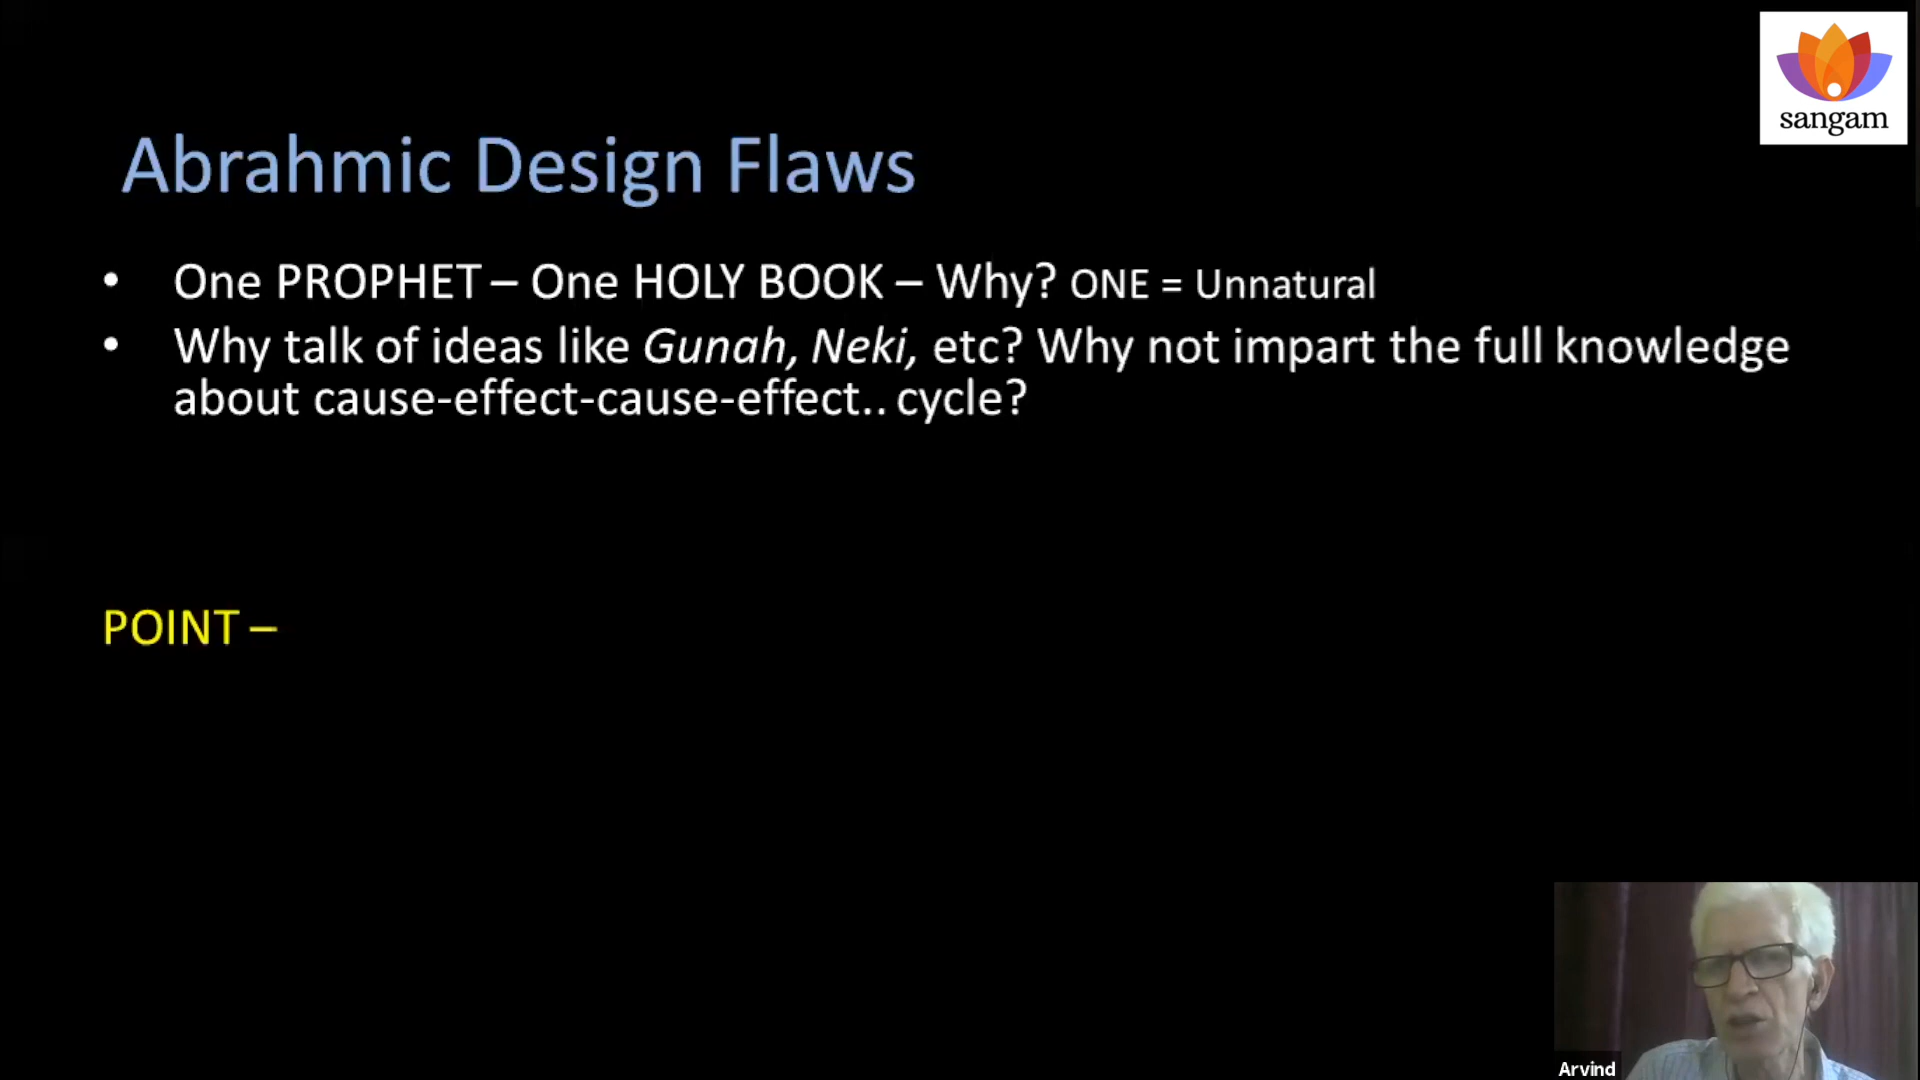 sangam
Abrahmic Design Flaws
• One PROPHET – One HOLY BOOK – Why? ONE = Unnatural
• Why talk of ideas like Gunah, Neki, etc? Why not impart the full knowledge
about cause-effect-cause-effect.. cycle?
POINT –
Arvind